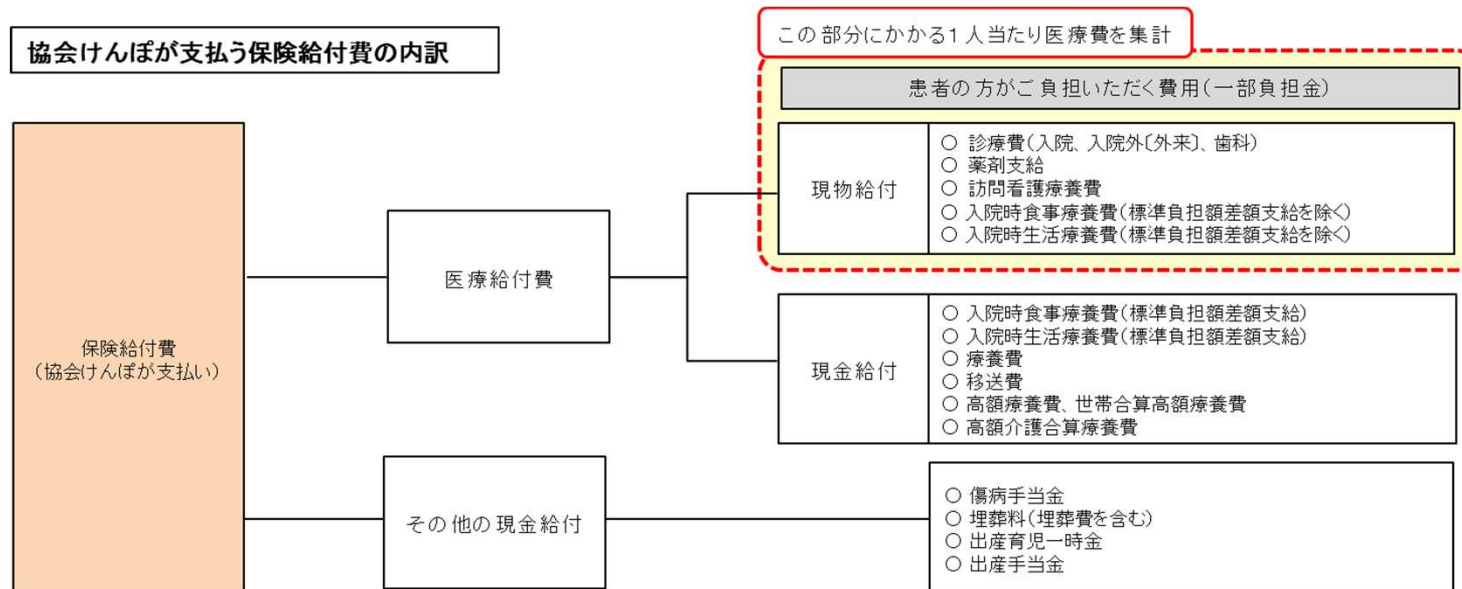 協会けんぽが支払う保険給付費の内訳
この部分にかかる1人当たり医療費を集計
患者の方がご負担いただく費用(一部負担金)
現物給付
○ 診療費(入院、入院外〔外来〕、歯科)
○ 薬剤支給
○ 訪問看護療養費
○ 入院時食事療養費(標準負担額差額支給を除く)
○ 入院時生活療養費(標準負担額差額支給を除く)
医療給付費
保険給付費
(協会けんぽが支払い)
現金給付
○ 入院時食事療養費(標準負担額差額支給)
○ 入院時生活療養費(標準負担額差額支給)
○ 療養費
○ 移送費
○ 高額療養費、世帯合算高額療養費
○ 高額介護合算療養費
その他の現金給付
○ 傷病手当金
○ 埋葬料(埋葬費を含む)
○ 出産育児一時金
○ 出産手当金